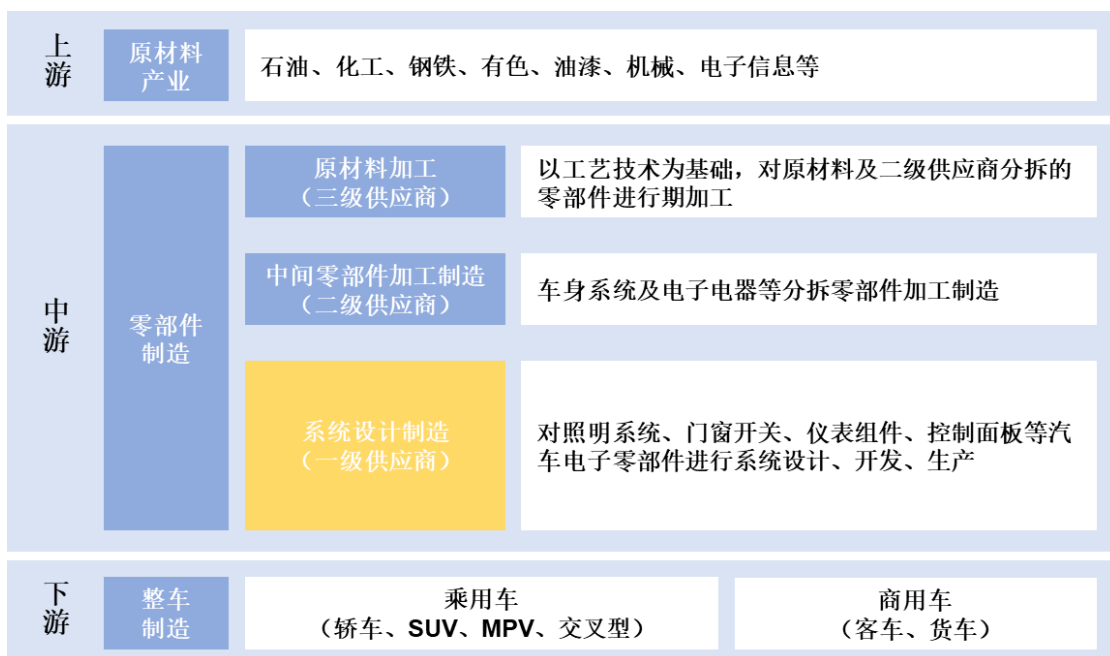 上
游
原材料
产业
石油、化工、钢铁、有色、油漆、机械、电子信息等
中
游
零部件
制造
原材料加工
（三级供应商）
以工艺技术为基础，对原材料及二级供应商分拆的
零部件进行期加工
中间零部件加工制造
（二级供应商）
车身系统及电子电器等分拆零部件加工制造
系统设计制造
（一级供应商）
对照明系统、门窗开关、仪表组件、控制面板等汽
车电子零部件进行系统设计、开发、生产
下
游
整车
制造
乘用车
（轿车、SUV、MPV、交叉型）
商用车
（客车、货车）